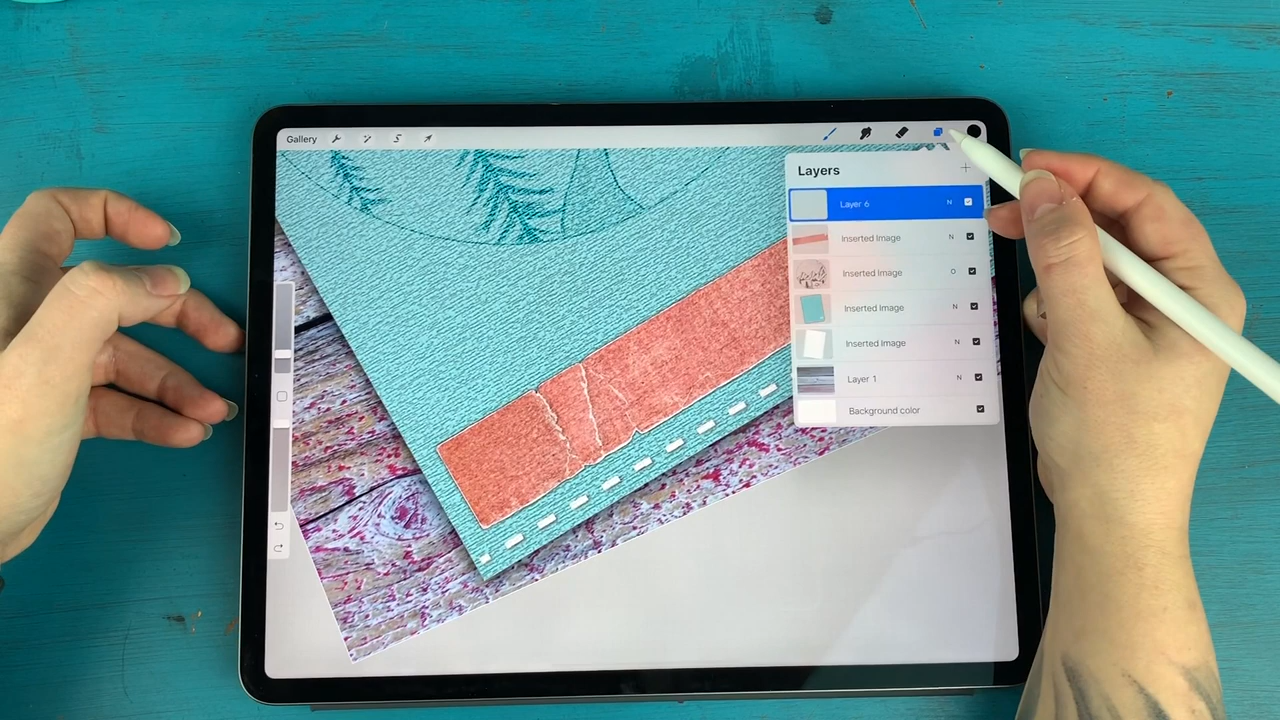 Gallery
Layers
Layer 6 N
Inserted Image N
Inserted Image O
Inserted Image N
Inserted Image N
Layer 1 N
Background color